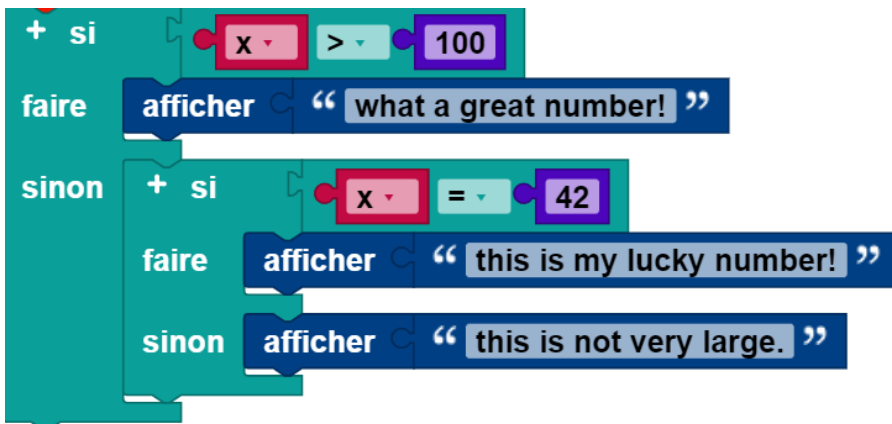 + si x > 100
faire afficher “ what a great number! ”
sinon + si x = 42
faire afficher “ this is my lucky number! ”
sinon afficher “ this is not very large. ”